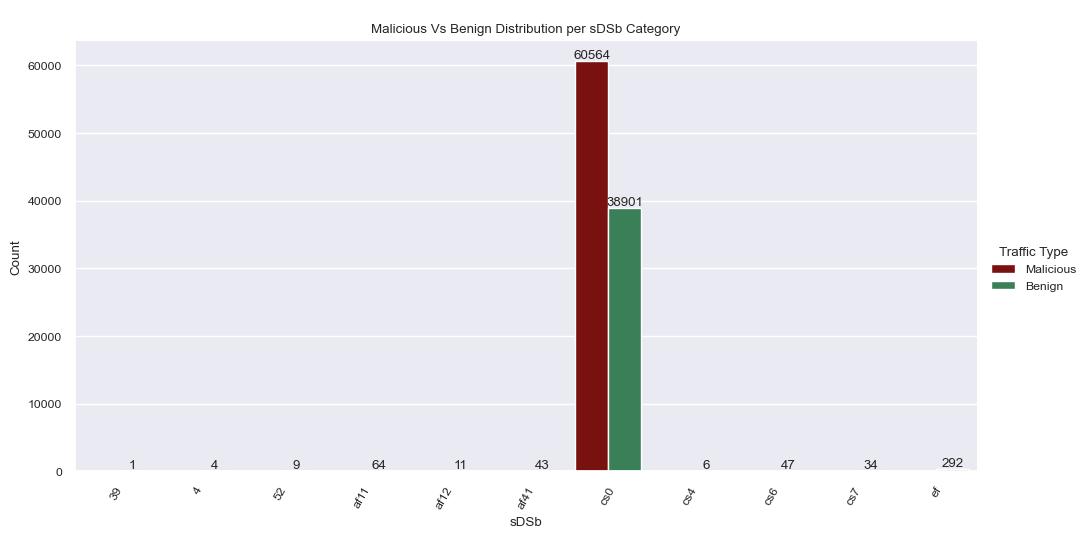 Malicious Vs Benign Distribution per sDSb Category
60564
60000
50000
40000
38901
30000
20000
10000
0
Count
1
4
9
64
11
43
6
47
34
292
39
4
52
af11
af12
af41
cs0
cs4
cs6
cs7
ef
sDSb
Traffic Type
Malicious
Benign